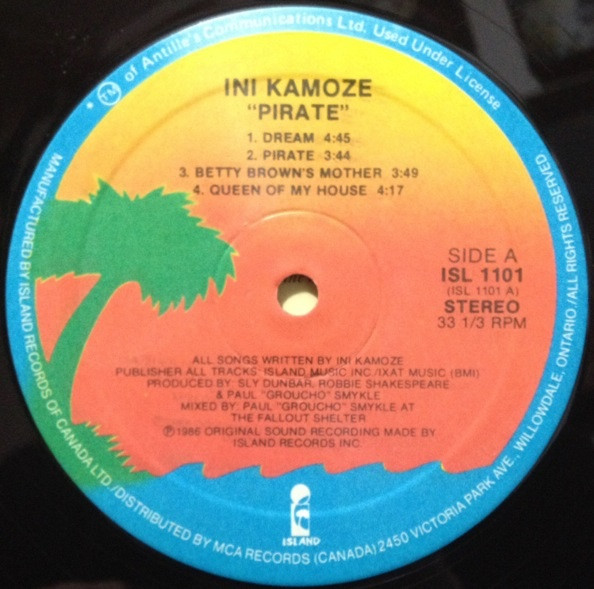 * TM of Antille's Communications Ltd. Used Under License
INI KAMOZE
"PIRATE"
1. DREAM 4:45
2. PIRATE 3:44
3. BETTY BROWN'S MOTHER 3:49
4. QUEEN OF MY HOUSE 4:17
SIDE A
ISL 1101
(ISL 1101 A)
STEREO
33 1/3 RPM
ALL SONGS WRITTEN BY INI KAMOZE
PUBLISHER ALL TRACKS: ISLAND MUSIC INC./IXAT MUSIC (BMI)
PRODUCED BY: SLY DUNBAR, ROBBIE SHAKESPEARE
& PAUL "GROUCHO" SMYKLE
MIXED BY: PAUL "GROUCHO" SMYKLE AT
THE FALLOUT SHELTER
℗1986 ORIGINAL SOUND RECORDING MADE BY
ISLAND RECORDS INC.
ISLAND
MANUFACTURED BY ISLAND RECORDS OF CANADA LTD./DISTRIBUTED BY MCA RECORDS (CANADA) 2450 VICTORIA PARK AVE., WILLOWDALE, ONTARIO /ALL RIGHTS RESERVED